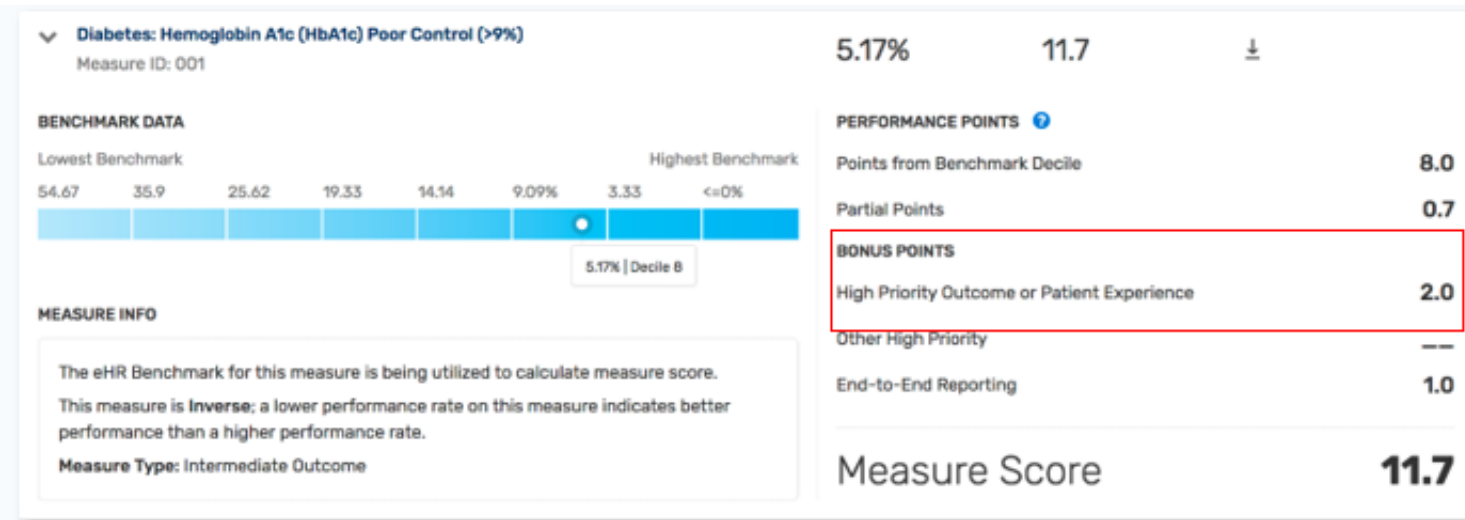 Diabetes: Hemoglobin A1c (HbA1c) Poor Control (>9%)
Measure ID: 001
5.17%
11.7
BENCHMARK DATA
Lowest Benchmark
Highest Benchmark
54.67 35.9 25.62 19.33 14.14 9.09% 3.33 <=0%
5.17% | Decile 8
MEASURE INFO
The eHR Benchmark for this measure is being utilized to calculate measure score.
This measure is Inverse; a lower performance rate on this measure indicates better
performance than a higher performance rate.
Measure Type: Intermediate Outcome
PERFORMANCE POINTS ?
Points from Benchmark Decile 8.0
Partial Points 0.7
BONUS POINTS
High Priority Outcome or Patient Experience 2.0
Other High Priority __
End-to-End Reporting 1.0
Measure Score 11.7